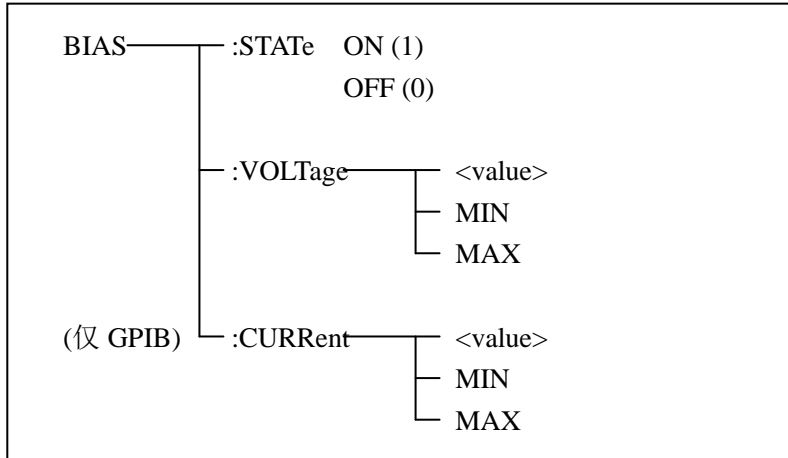 BIAS :STATe ON (1)
OFF (0)
:VOLTage <value>
MIN
MAX
(仅 GPIB) :CURRent <value>
MIN
MAX